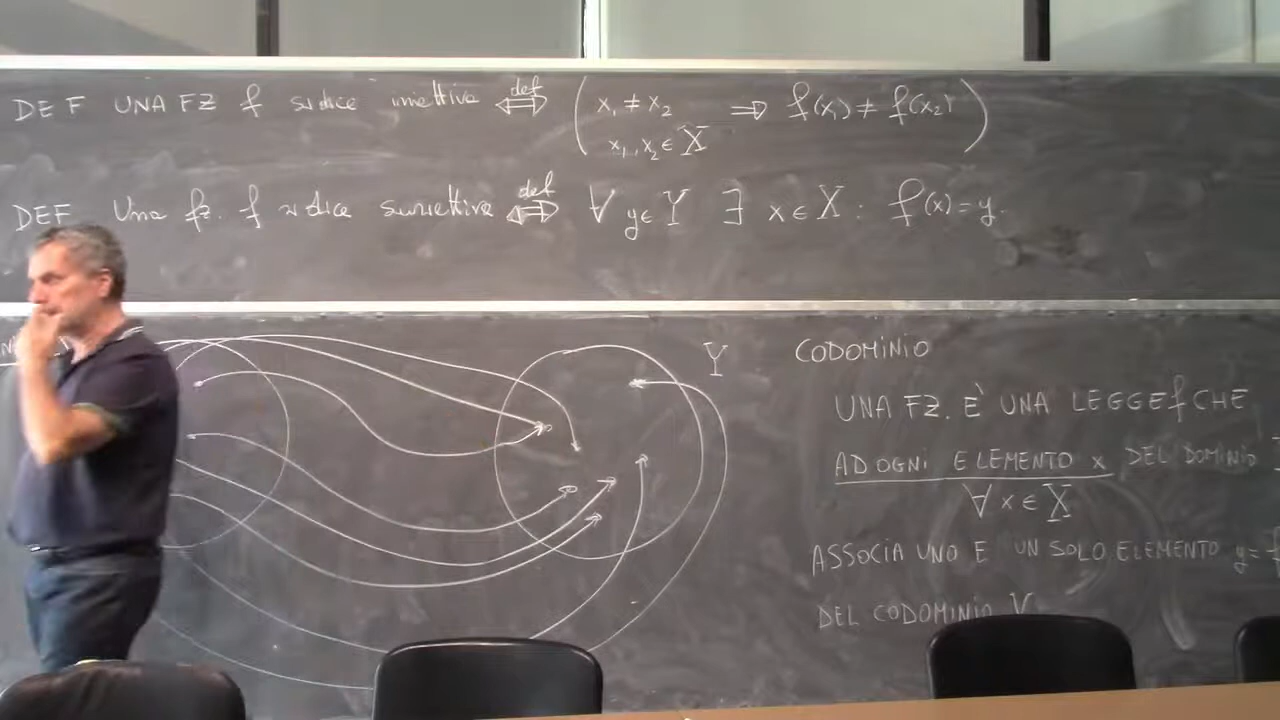 DEF UNA FZ f si dice iniettiva ⇔ def ( x₁ ≠ x₂ ⇒ f(x₁) ≠ f(x₂) )
x₁, x₂ ∈ X
DEF Una fz. f si dice suriettiva ⇔ def ∀ y ∈ Y ∃ x ∈ X : f(x) = y.
Y
CODOMINIO
UNA FZ. È UNA LEGGE f CHE
AD OGNI ELEMENTO x DEL DOMINIO
∀ x ∈ X
ASSOCIA UNO E UN SOLO ELEMENTO y =
DEL CODOMINIO Y